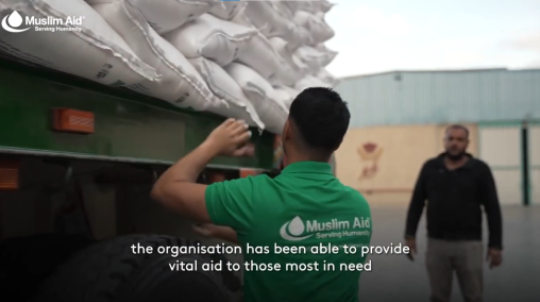 Muslim Aid
Serving Humanity
Muslim Aid
Serving Humanity
the organisation has been able to provide
vital aid to those most in need